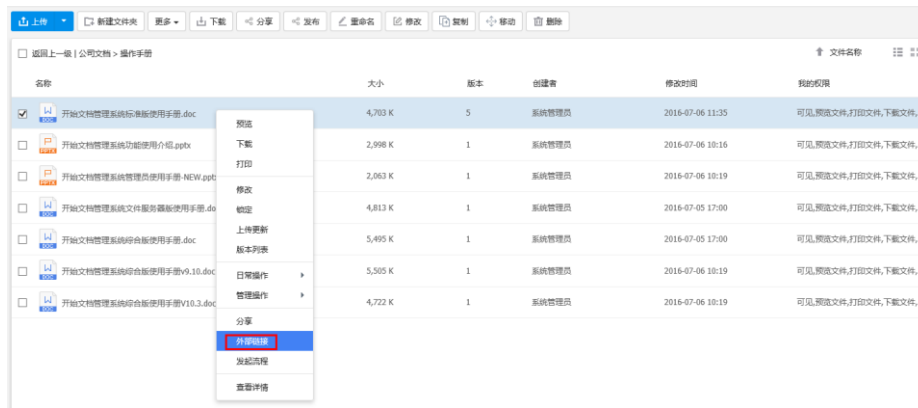 上传 新建文件夹 更多 下载 分享 发布 重命名 修改 复制 移动 删除
返回上一级 | 公司文档 > 操作手册 文件名称
名称 大小 版本 创建者 修改时间 我的权限
W DOC 开始文档管理系统标准版使用手册.doc 4,703 K 5 系统管理员 2016-07-06 11:35 可见,预览文件,打印文件,下载文件,
P PPTX 开始文档管理系统功能使用介绍.pptx 2,998 K 1 系统管理员 2016-07-06 10:16 可见,预览文件,打印文件,下载文件,
P PPTX 开始文档管理系统管理员使用手册-NEW.ppt 2,063 K 1 系统管理员 2016-07-06 10:19 可见,预览文件,打印文件,下载文件,
W DOC 开始文档管理系统文件服务器版使用手册.do 4,813 K 1 系统管理员 2016-07-05 17:00 可见,预览文件,打印文件,下载文件,
W DOC 开始文档管理系统综合版使用手册.doc 5,495 K 1 系统管理员 2016-07-05 17:00 可见,预览文件,打印文件,下载文件,
W DOC 开始文档管理系统综合版使用手册v9.10.doc 5,505 K 1 系统管理员 2016-07-06 10:19 可见,预览文件,打印文件,下载文件,
W DOC 开始文档管理系统综合版使用手册V10.3.doc 4,722 K 1 系统管理员 2016-07-06 10:19 可见,预览文件,打印文件,下载文件,
预览
下载
打印
修改
锁定
上传更新
版本列表
日常操作
管理操作
分享
外部链接
发起流程
查看详情